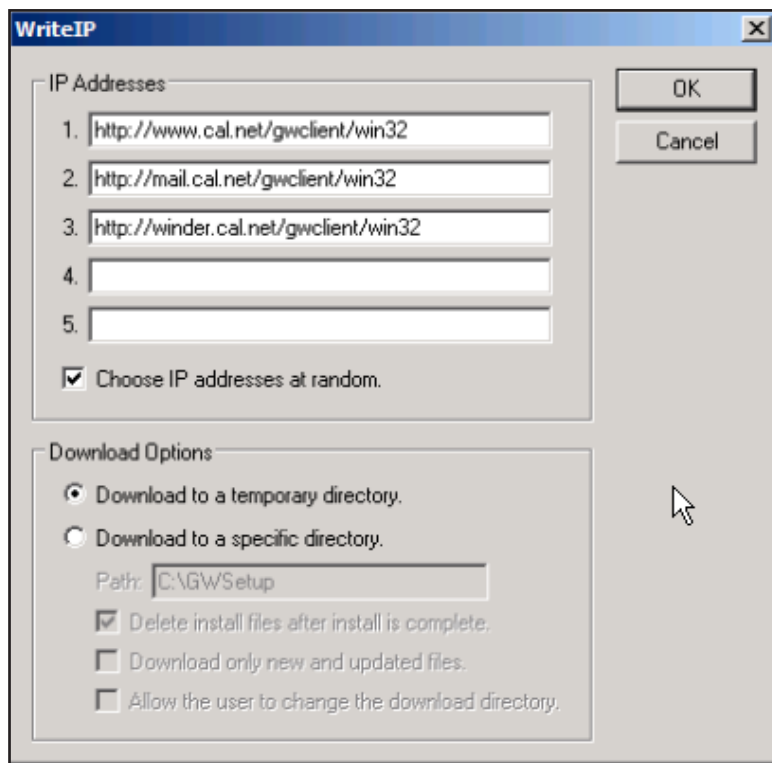 WriteIP
IP Addresses
OK
1. http://www.cal.net/gwclient/win32
Cancel
2. http://mail.cal.net/gwclient/win32
3. http://winder.cal.net/gwclient/win32
4.
5.
Choose IP addresses at random.
Download Options
Download to a temporary directory.
Download to a specific directory.
Path: C:\GWSetup
Delete install files after install is complete.
Download only new and updated files.
Allow the user to change the download directory.